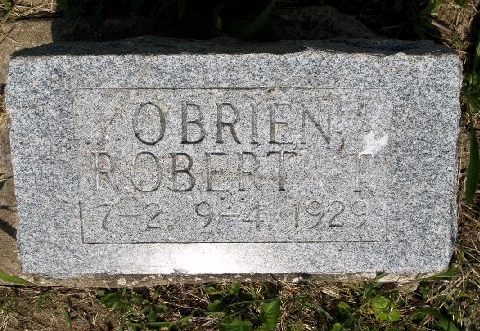 OBRIEN,
ROBERT T
7-2, 9-4, 1929